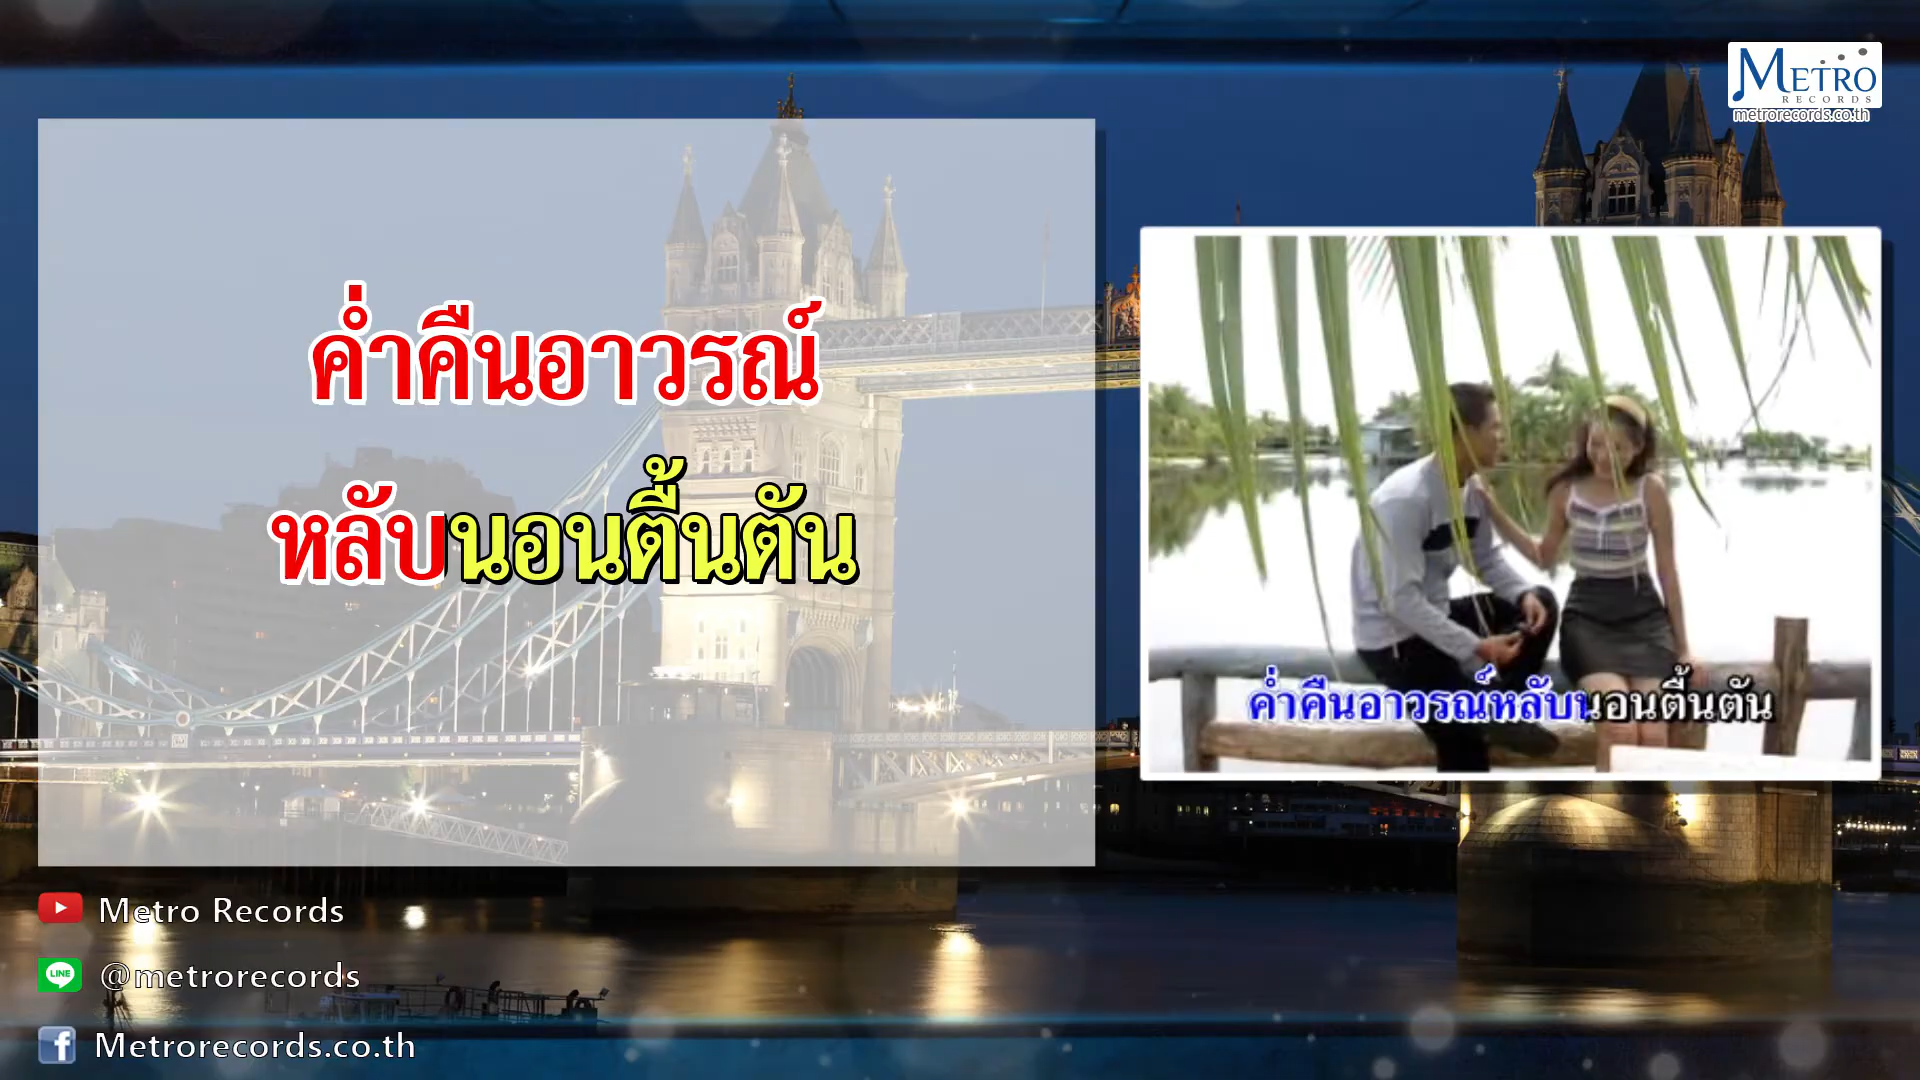 METRO
RECORDS
metrorecords.co.th
ค่ำคืนอาวรณ์
หลับนอนตื้นตัน
ค่ำคืนอาวรณ์หลับนอนตื้นตัน
Metro Records
LINE
@metrorecords
f
Metrorecords.co.th